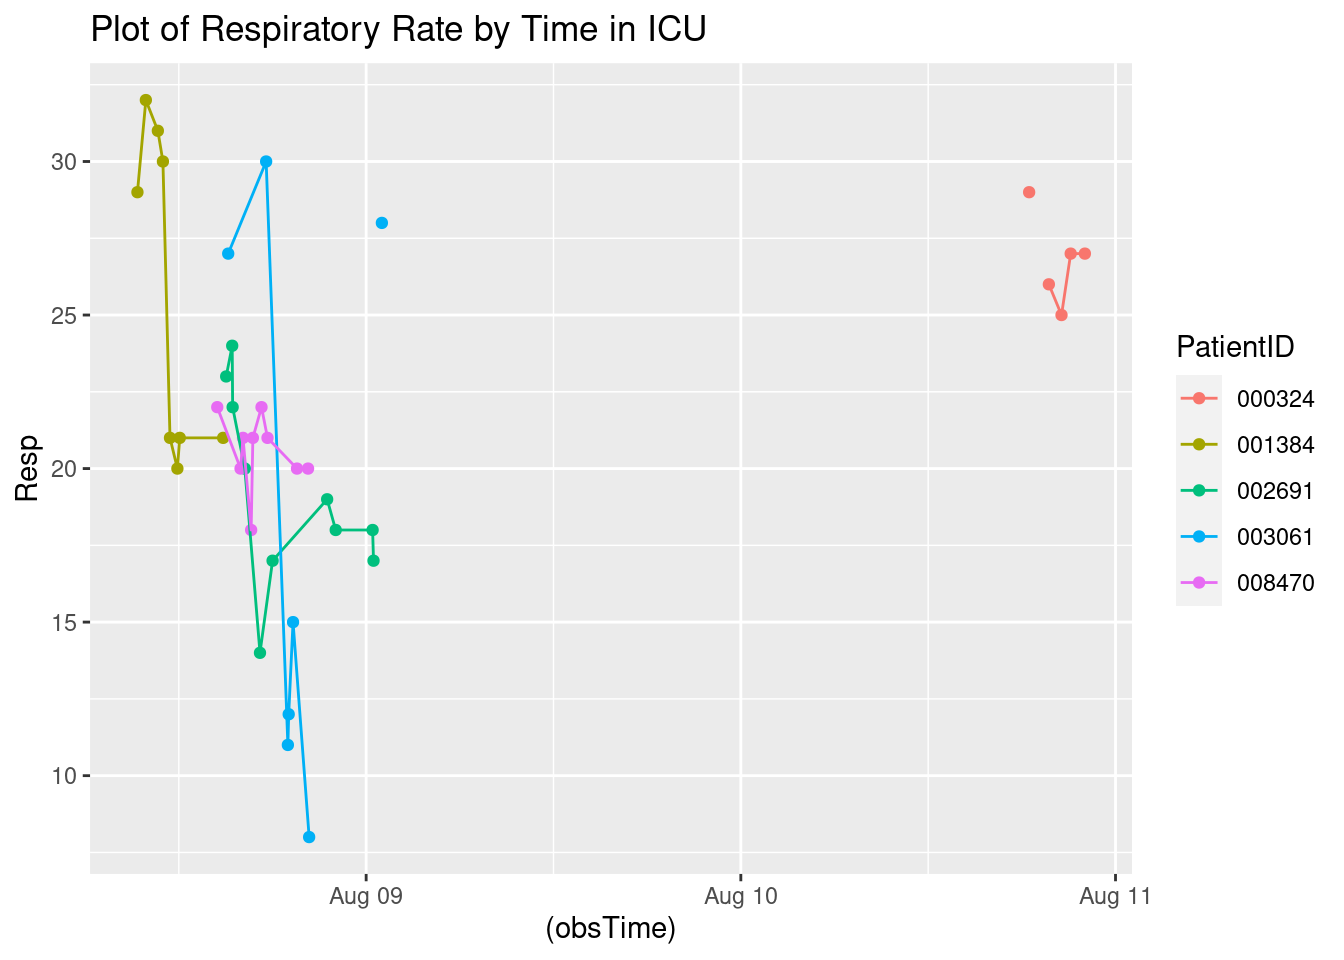 Plot of Respiratory Rate by Time in ICU
Resp
30
25
20
15
10
Aug 09
Aug 10
Aug 11
(obsTime)
PatientID
000324
001384
002691
003061
008470